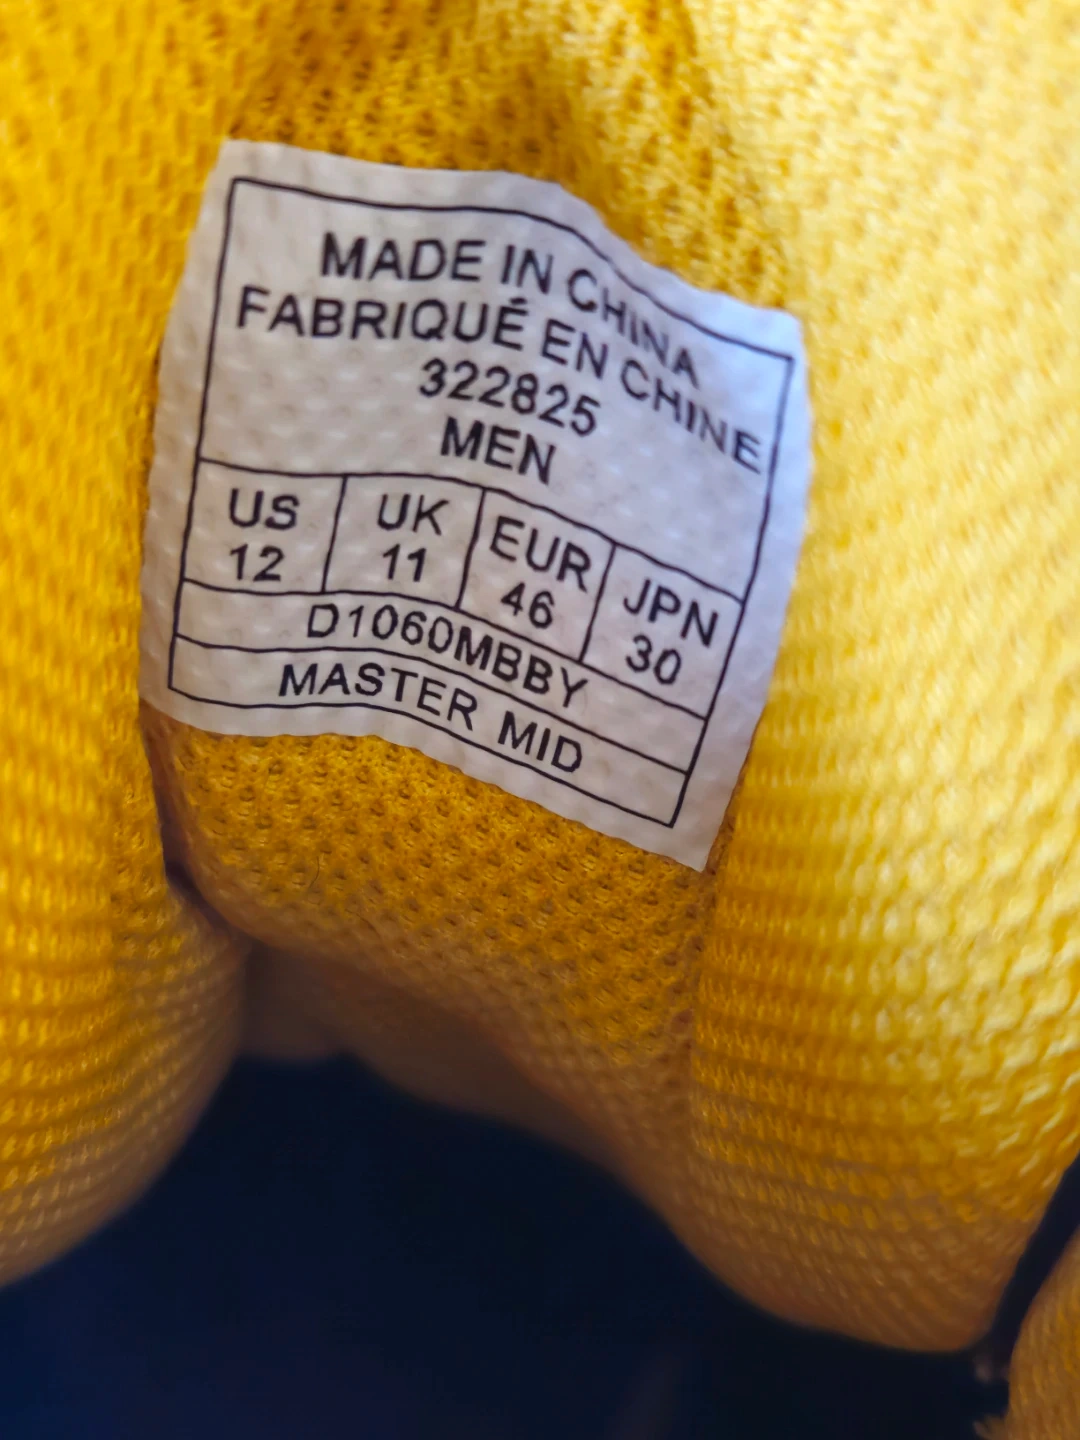 MADE IN CHINA
FABRIQUÉ EN CHINE
322825
MEN
US UK EUR JPN
12 11 46 30
D1060MBBY
MASTER MID